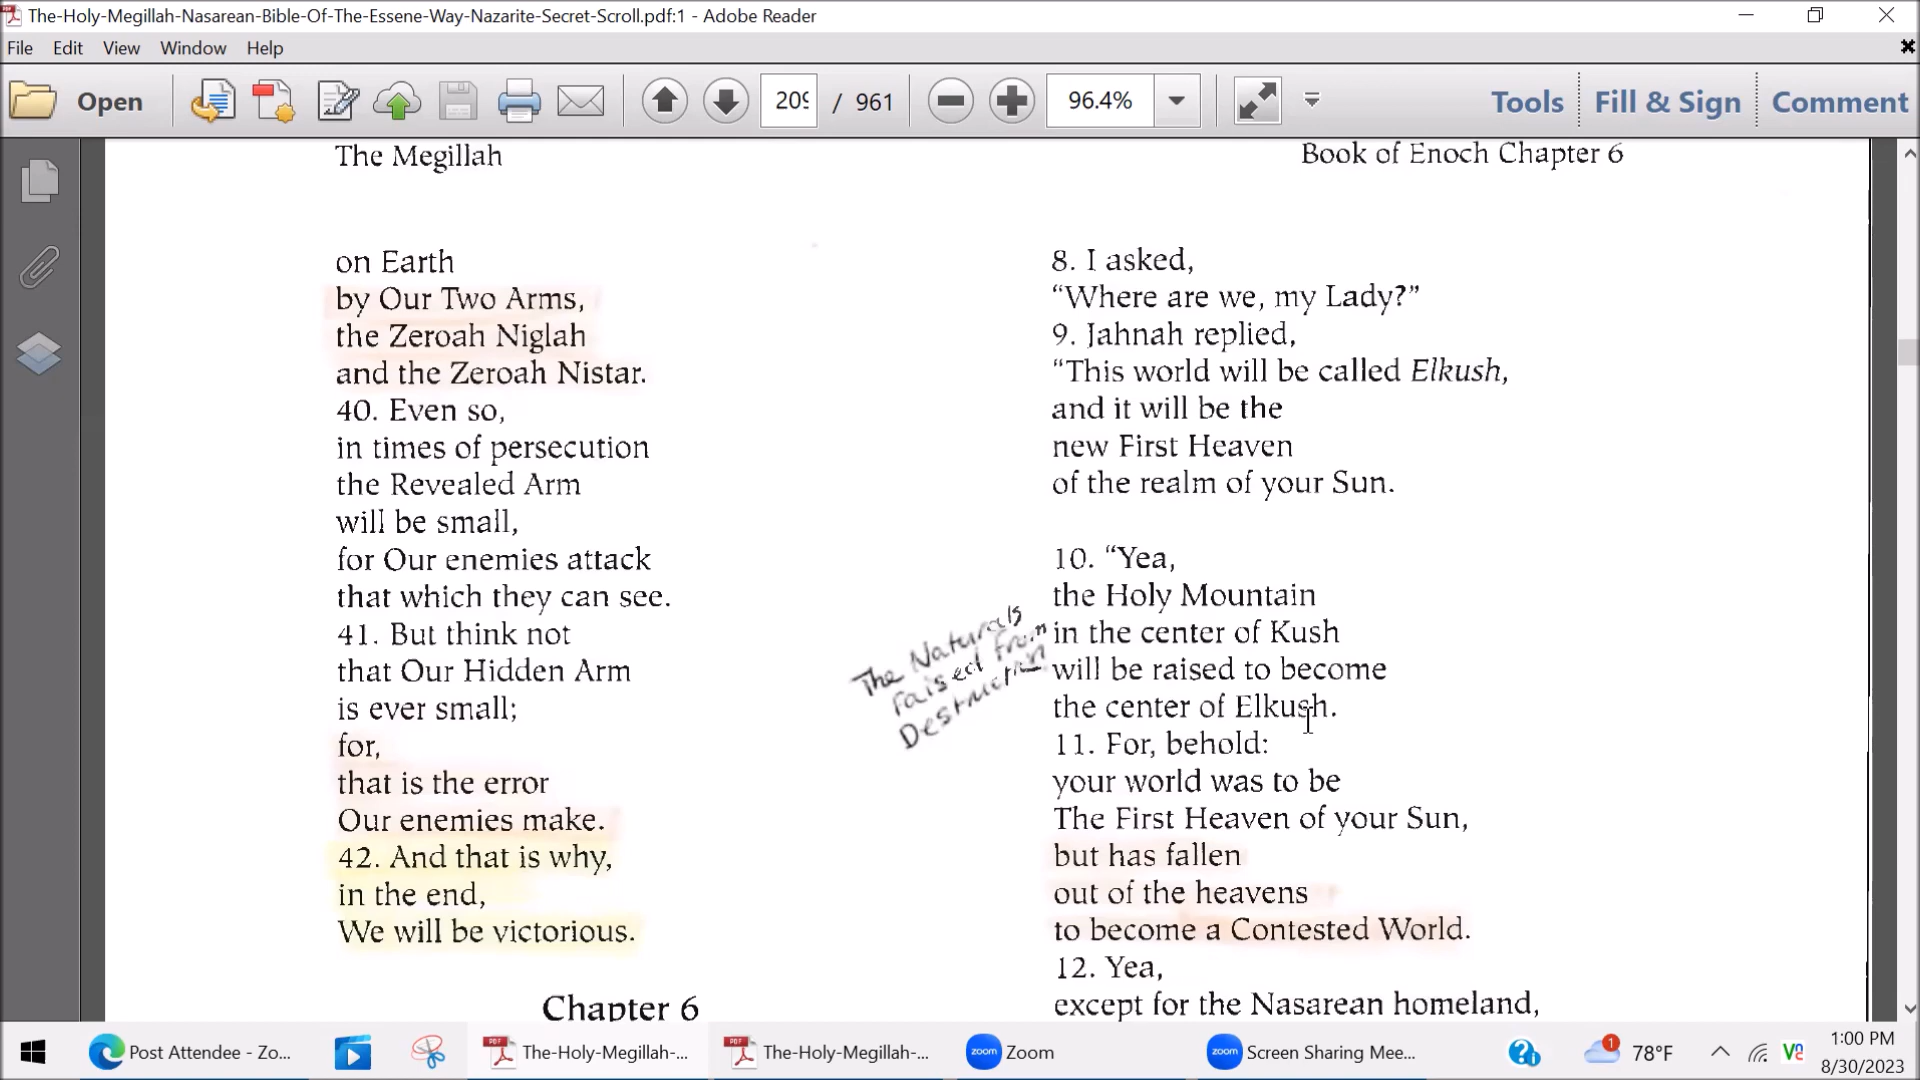 The-Holy-Megillah-Nasarean-Bible-Of-The-Essene-Way-Nazarite-Secret-Scroll.pdf:1 - Adobe Reader
File Edit View Window Help
Open 209 / 961 96.4% Tools Fill & Sign Comment
The Megillah
on Earth
by Our Two Arms,
the Zeroah Niglah
and the Zeroah Nistar.
40. Even so,
in times of persecution
the Revealed Arm
will be small,
for Our enemies attack
that which they can see.
41. But think not
that Our Hidden Arm
is ever small;
for,
that is the error
Our enemies make.
42. And that is why,
in the end,
We will be victorious.
Chapter 6
Book of Enoch Chapter 6
8. I asked,
“Where are we, my Lady?”
9. Jahnah replied,
“This world will be called Elkush,
and it will be the
new First Heaven
of the realm of your Sun.
10. “Yea,
the Holy Mountain
in the center of Kush
will be raised to become
the center of Elkush.
11. For, behold:
your world was to be
The First Heaven of your Sun,
but has fallen
out of the heavens
to become a Contested World.
12. Yea,
except for the Nasarean homeland,
The Naturals
raised from
Destruction
Post Attendee - Zo... The-Holy-Megillah-... The-Holy-Megillah-... zoom Zoom zoom Screen Sharing Mee... 1 78°F 1:00 PM
8/30/2023